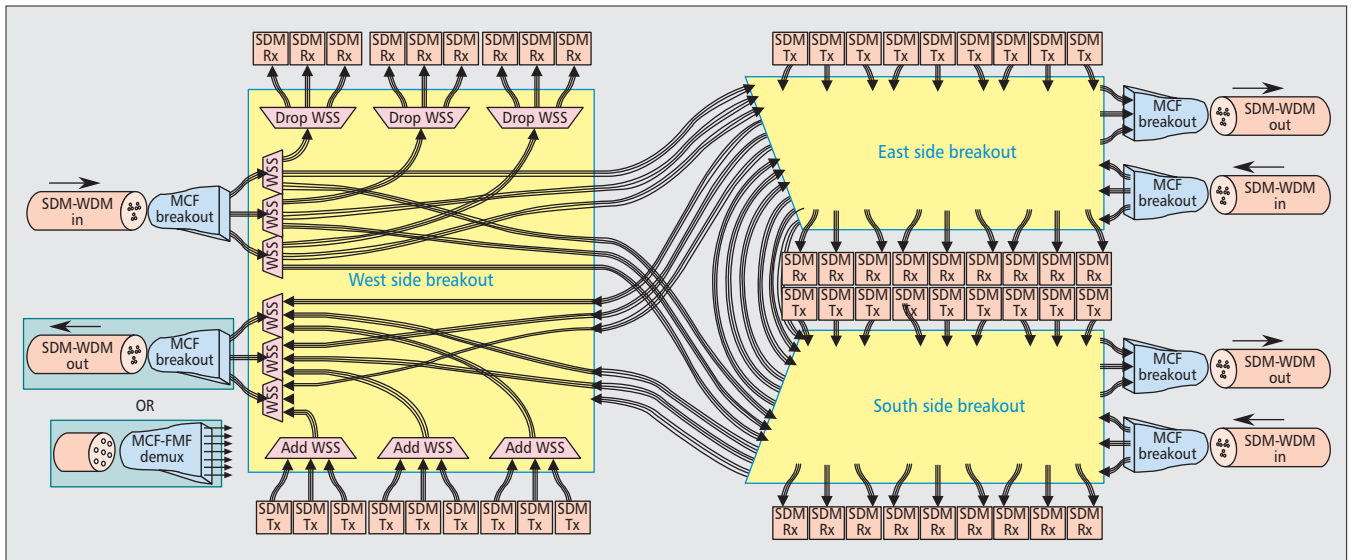 SDM SDM SDM SDM SDM SDM SDM SDM SDM
Rx Rx Rx Rx Rx Rx Rx Rx Rx
SDM SDM SDM SDM SDM SDM SDM SDM SDM
Tx Tx Tx Tx Tx Tx Tx Tx Tx
Drop WSS Drop WSS Drop WSS
WSS
WSS
WSS
SDM-WDM
in
MCF
breakout
West side breakout
WSS
WSS
WSS
SDM-WDM
out
MCF
breakout
OR
MCF-FMF
demux
Add WSS Add WSS Add WSS
SDM SDM SDM SDM SDM SDM SDM SDM SDM
Tx Tx Tx Tx Tx Tx Tx Tx Tx
East side breakout
MCF
breakout
SDM-WDM
out
MCF
breakout
SDM-WDM
in
SDM SDM SDM SDM SDM SDM SDM SDM SDM
Rx Rx Rx Rx Rx Rx Rx Rx Rx
SDM SDM SDM SDM SDM SDM SDM SDM SDM
Tx Tx Tx Tx Tx Tx Tx Tx Tx
South side breakout
MCF
breakout
SDM-WDM
out
MCF
breakout
SDM-WDM
in
SDM SDM SDM SDM SDM SDM SDM SDM SDM
Rx Rx Rx Rx Rx Rx Rx Rx Rx